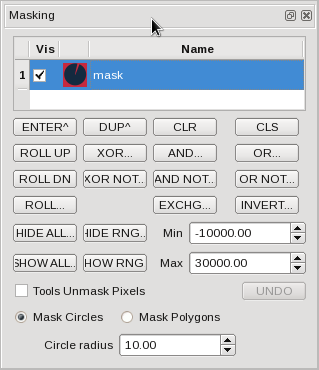 Masking
Vis Name
1 mask
ENTER^ DUP^ CLR CLS
ROLL UP XOR... AND... OR...
ROLL DN XOR NOT.. AND NOT.. OR NOT...
ROLL... EXCHG... INVERT...
HIDE ALL... HIDE RNG.. Min -10000.00
SHOW ALL.. HOW RNG Max 30000.00
Tools Unmask Pixels UNDO
Mask Circles Mask Polygons
Circle radius 10.00